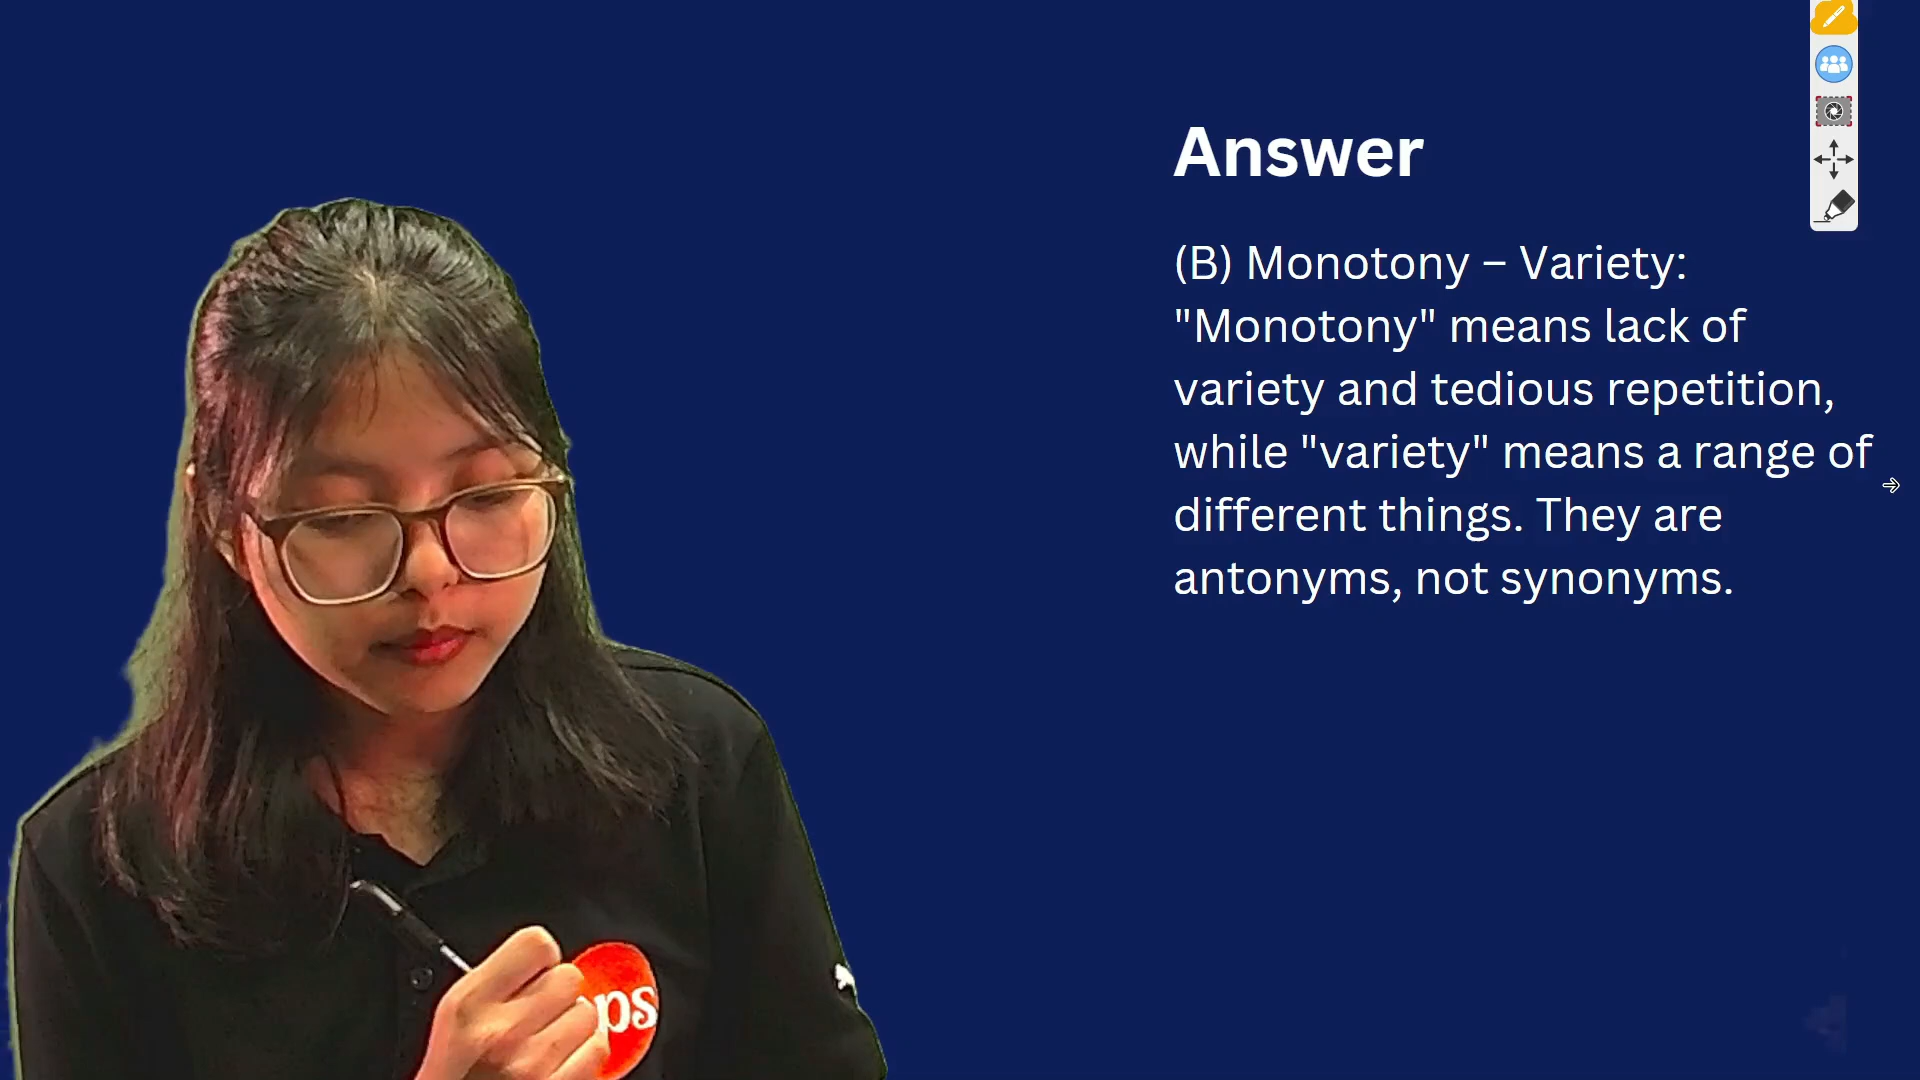 Answer
(B) Monotony – Variety:
"Monotony" means lack of
variety and tedious repetition,
while "variety" means a range of
different things. They are
antonyms, not synonyms.
ps